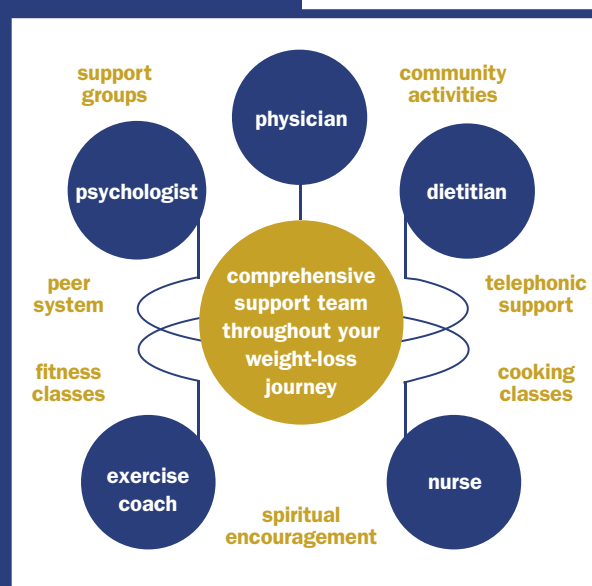 support
groups
physician
community
activities
psychologist
dietitian
peer
system
comprehensive
support team
throughout your
weight-loss
journey
telephonic
support
fitness
classes
cooking
classes
exercise
coach
nurse
spiritual
encouragement